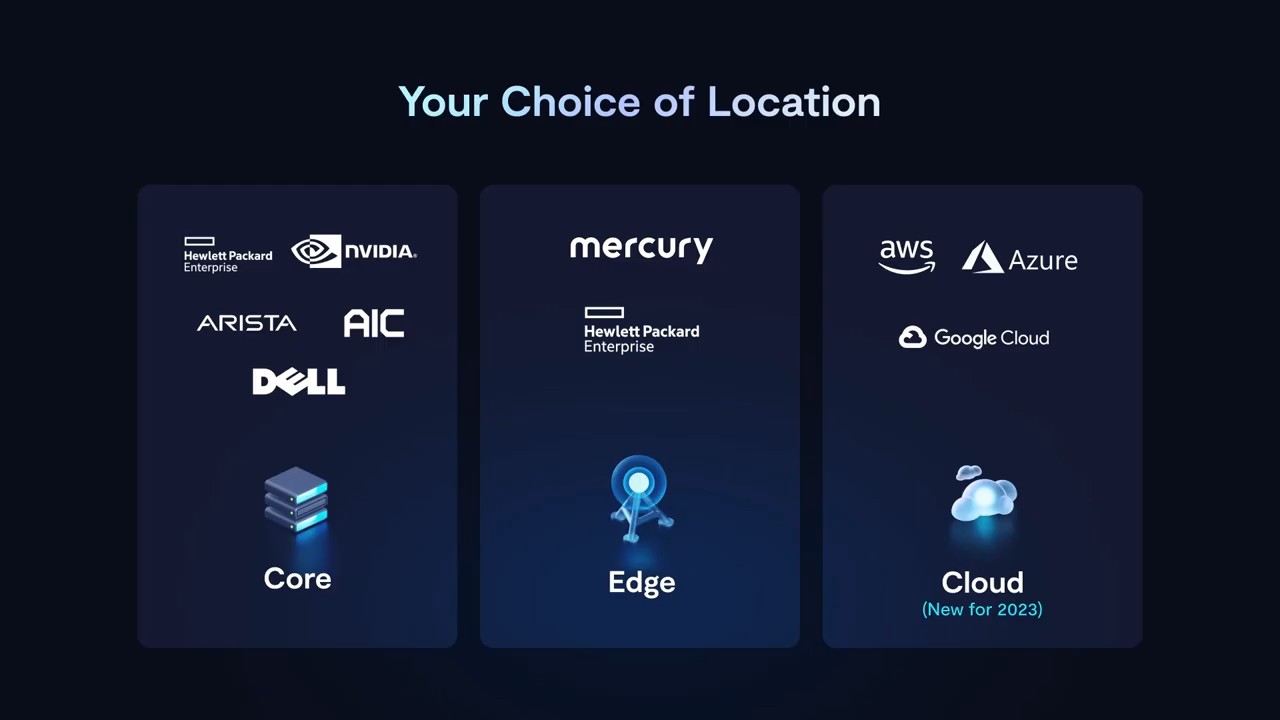 Your Choice of Location
Hewlett Packard
Enterprise
NVIDIA.
ARISTA
AIC
DELL
Core
mercury
Hewlett Packard
Enterprise
Edge
aws
Azure
Google Cloud
Cloud
(New for 2023)